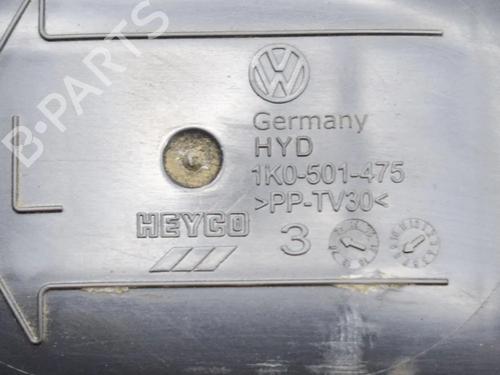 B-PARTS
Germany
HYD
1K0-501-475
>PP-TV30<
HEYCO
3